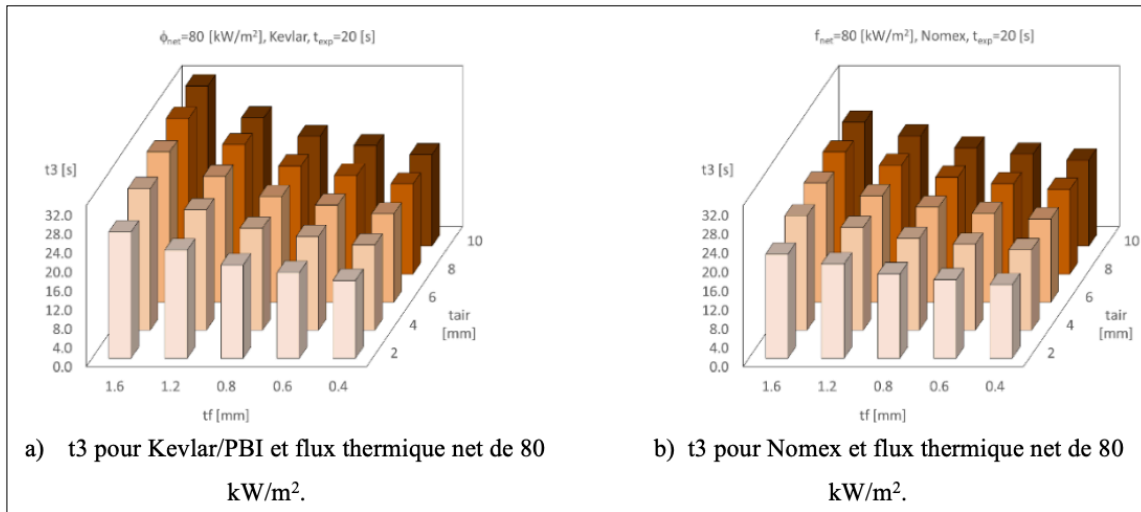 ϕnet=80 [kW/m²], Kevlar, texp=20 [s]
t3 [s]
32.0
28.0
24.0
20.0
16.0
12.0
8.0
4.0
0.0
10
8
6
4
2
tair
[mm]
1.6 1.2 0.8 0.6 0.4
tf [mm]
a) t3 pour Kevlar/PBI et flux thermique net de 80
kW/m².
fnet=80 [kW/m²], Nomex, texp=20 [s]
t3 [s]
32.0
28.0
24.0
20.0
16.0
12.0
8.0
4.0
0.0
10
8
6
4
2
tair
[mm]
1.6 1.2 0.8 0.6 0.4
tf [mm]
b) t3 pour Nomex et flux thermique net de 80
kW/m².